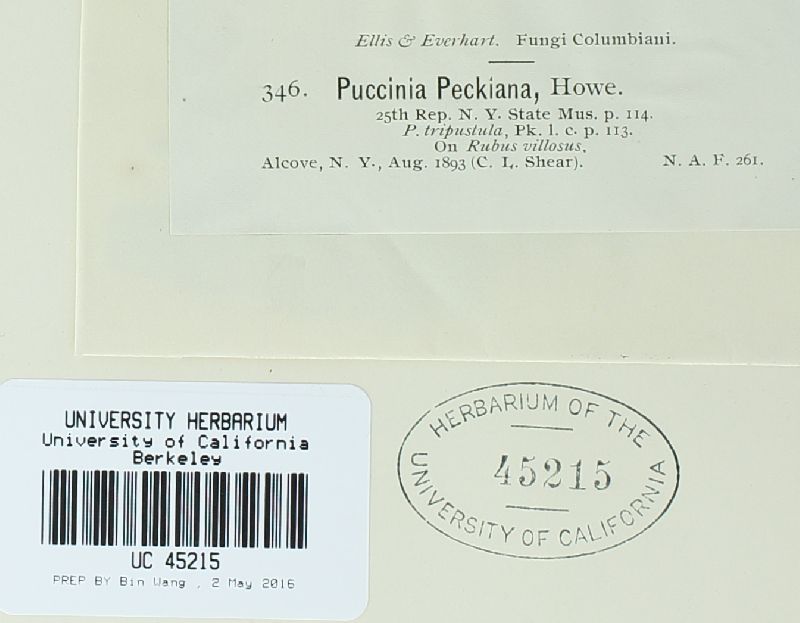 Ellis & Everhart. Fungi Columbiani.
346. Puccinia Peckiana, Howe.
25th Rep. N. Y. State Mus. p. 114.
P. tripustula, Pk. l. c. p. 113.
On Rubus villosus.
Alcove, N. Y., Aug. 1893 (C. L. Shear). N. A. F. 261.
UNIVERSITY HERBARIUM
University of California
Berkeley
UC 45215
PREP BY Bin Wang , 2 May 2016
HERBARIUM OF THE
45215
UNIVERSITY OF CALIFORNIA